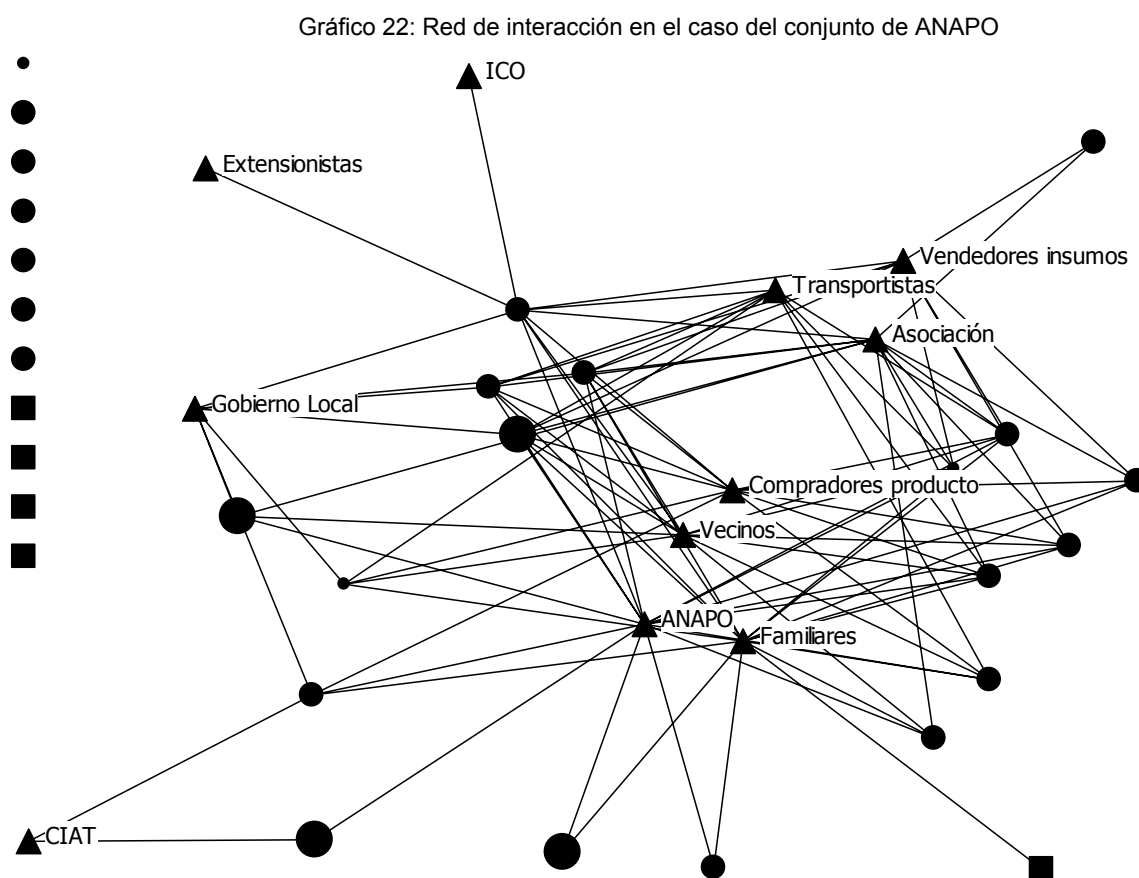 Gráfico 22: Red de interacción en el caso del conjunto de ANAPO
ICO
Extensionistas
Vendedores insumos
Transportistas
Asociación
Gobierno Local
Compradores producto
Vecinos
ANAPO
Familiares
CIAT